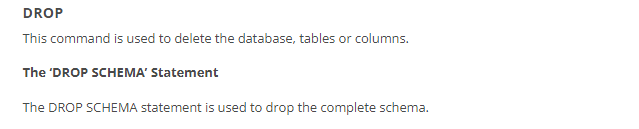 DROP
This command is used to delete the database, tables or columns.
The ‘DROP SCHEMA’ Statement
The DROP SCHEMA statement is used to drop the complete schema.